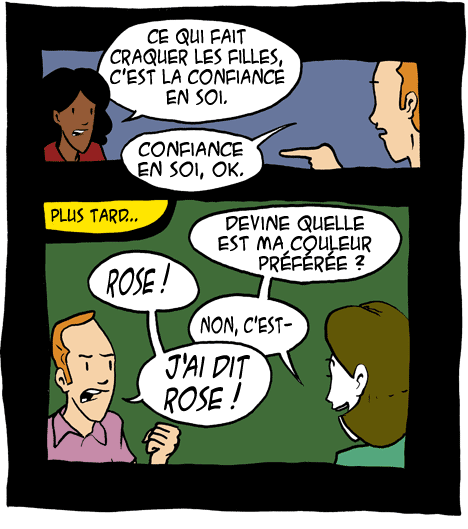 CE QUI FAIT
CRAQUER LES FILLES,
C'EST LA CONFIANCE
EN SOI.
CONFIANCE
EN SOI, OK.
PLUS TARD...
DEVINE QUELLE
EST MA COULEUR
PRÉFÉRÉE ?
ROSE !
NON, C'EST-
J'AI DIT
ROSE !